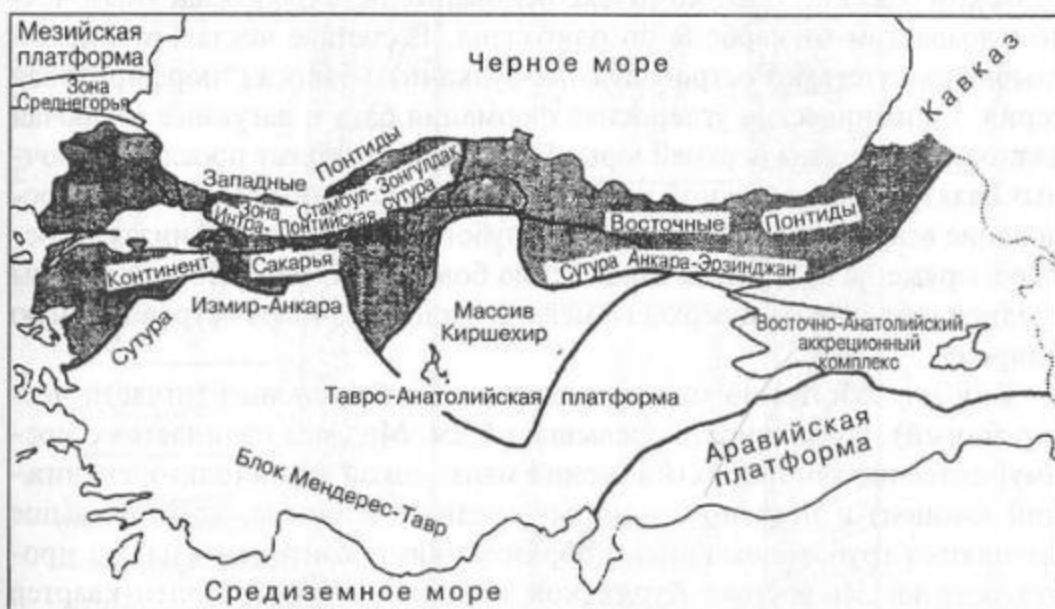 Мезийская
платформа
Зона
Среднегорья
Черное море
Кавказ
Западные
Понтиды
Зона
Стамбул-Зонгулдак
Интра-
Понтийская
сутура
Восточные
Понтиды
Континент
Сакарья
Сутура Анкара-Эрзинджан
Сутура
Измир-Анкара
Массив
Киршехир
Восточно-Анатолийский
аккреционный
комплекс
Тавро-Анатолийская платформа
Аравийская
платформа
Блок Мендерес-Тавр
Средиземное море